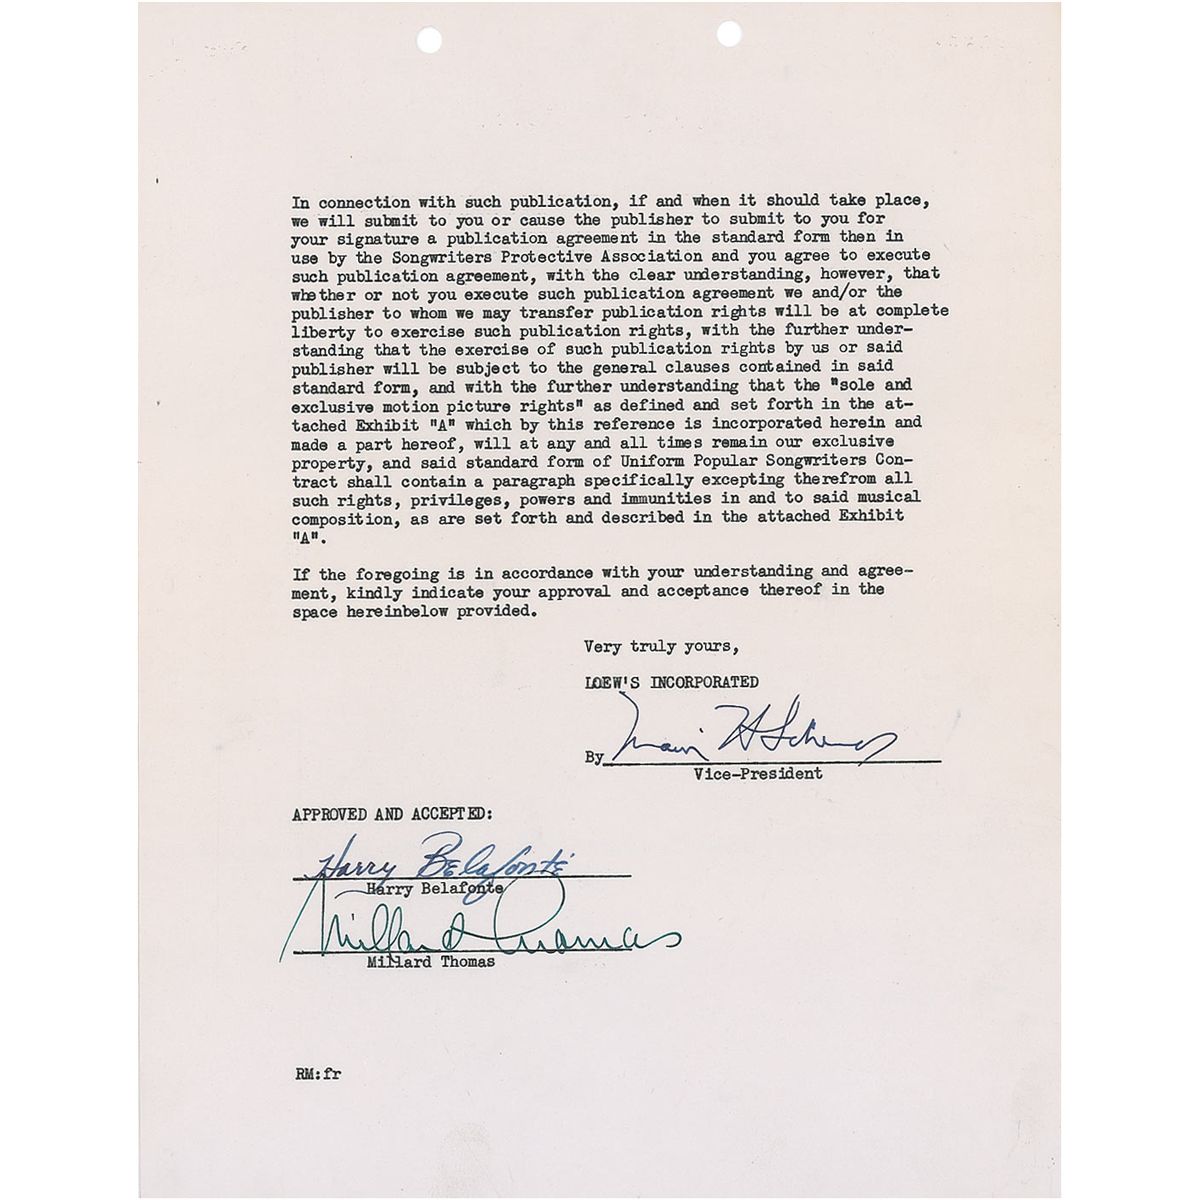 In connection with such publication, if and when it should take place,
we will submit to you or cause the publisher to submit to you for
your signature a publication agreement in the standard form then in
use by the Songwriters Protective Association and you agree to execute
such publication agreement, with the clear understanding, however, that
whether or not you execute such publication agreement we and/or the
publisher to whom we may transfer publication rights will be at complete
liberty to exercise such publication rights, with the further under-
standing that the exercise of such publication rights by us or said
publisher will be subject to the general clauses contained in said
standard form, and with the further understanding that the "sole and
exclusive motion picture rights" as defined and set forth in the at-
tached Exhibit "A" which by this reference is incorporated herein and
made a part hereof, will at any and all times remain our exclusive
property, and said standard form of Uniform Popular Songwriters Con-
tract shall contain a paragraph specifically excepting therefrom all
such rights, privileges, powers and immunities in and to said musical
composition, as are set forth and described in the attached Exhibit
"A".
If the foregoing is in accordance with your understanding and agree-
ment, kindly indicate your approval and acceptance thereof in the
space hereinbelow provided.
Very truly yours,
LOEW'S INCORPORATED
By
Vice-President
APPROVED AND ACCEPTED:
Harry Belafonte
Harry Belafonte
Millard Thomas
Millard Thomas
RM:fr